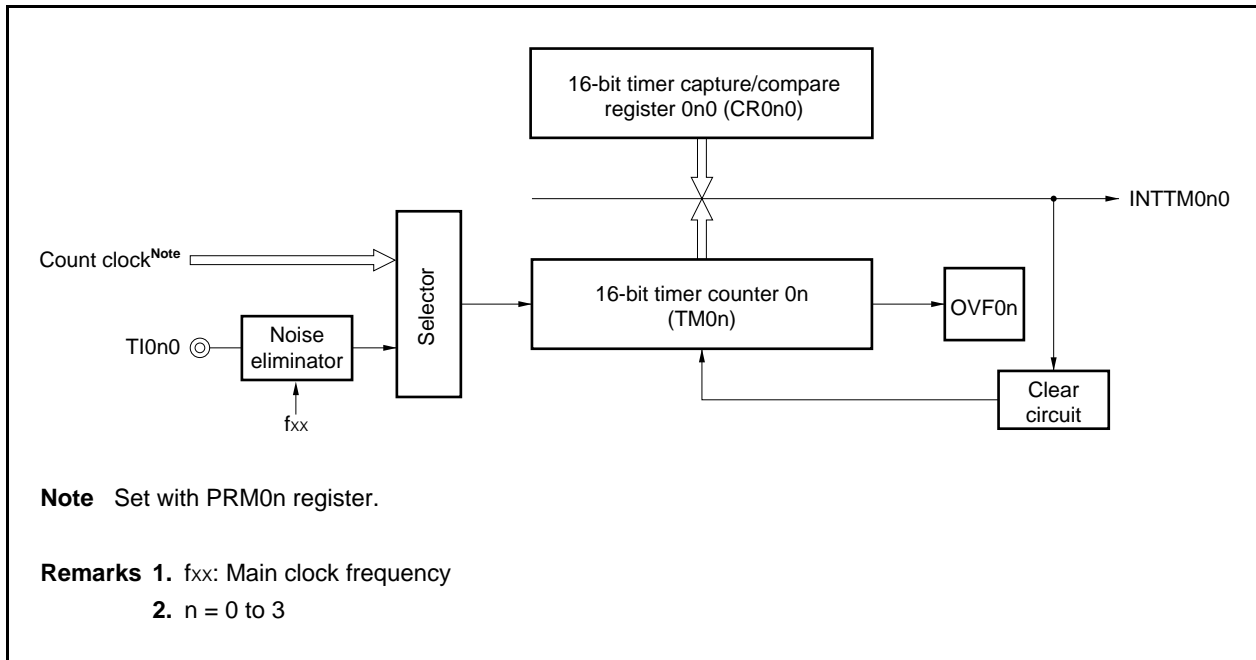 16-bit timer capture/compare
register 0n0 (CR0n0)
INTTM0n0
Count clockNote
Selector
16-bit timer counter 0n
(TM0n)
OVF0n
TI0n0
Noise
eliminator
fxx
Clear
circuit
Note Set with PRM0n register.
Remarks 1. fxx: Main clock frequency
2. n = 0 to 3